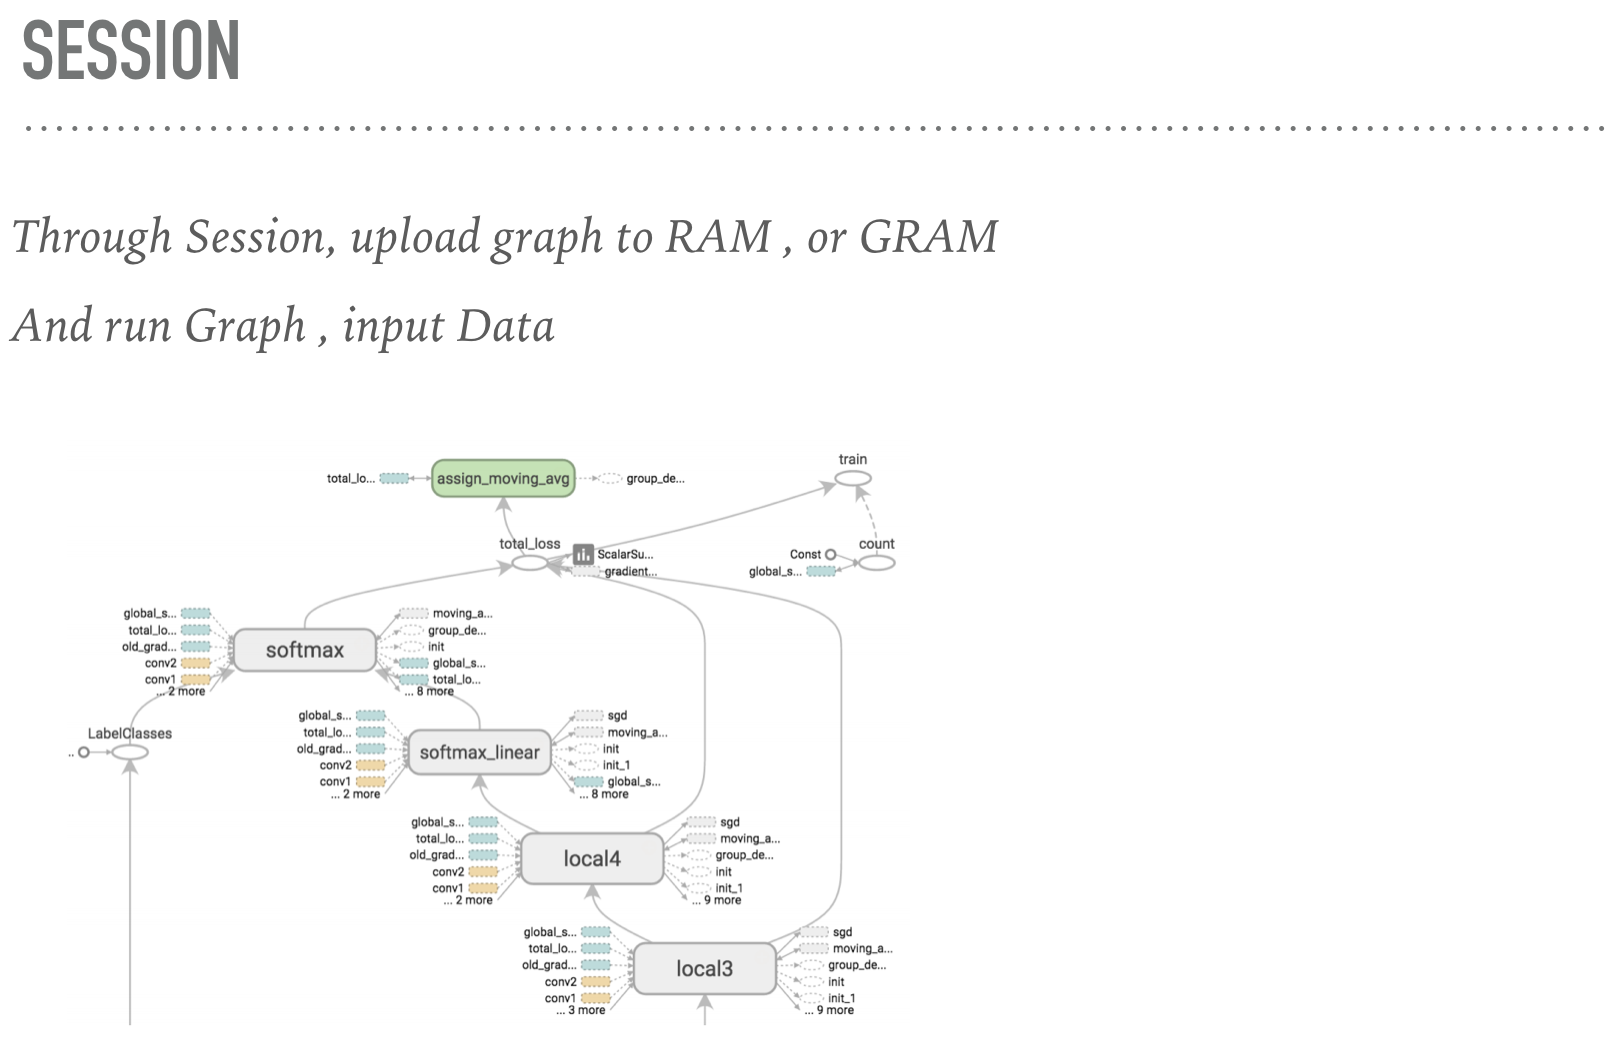 SESSION
Through Session, upload graph to RAM , or GRAM
And run Graph , input Data
train
total_lo...
assign_moving_avg
group_de...
total_loss
ScalarSu...
gradient...
Const
count
global_s...
global_s...
total_lo...
old_grad...
conv2
conv1
... 2 more
softmax
moving_a...
group_de...
init
global_s...
total_lo...
... 8 more
LabelClasses
..
global_s...
total_lo...
old_grad...
conv2
conv1
... 2 more
softmax_linear
sgd
moving_a...
init
init_1
global_s...
... 8 more
global_s...
total_lo...
old_grad...
conv2
conv1
... 2 more
local4
sgd
moving_a...
group_de...
init
init_1
... 9 more
global_s...
total_lo...
old_grad...
conv2
conv1
... 3 more
local3
sgd
moving_a...
group_de...
init
init_1
... 9 more